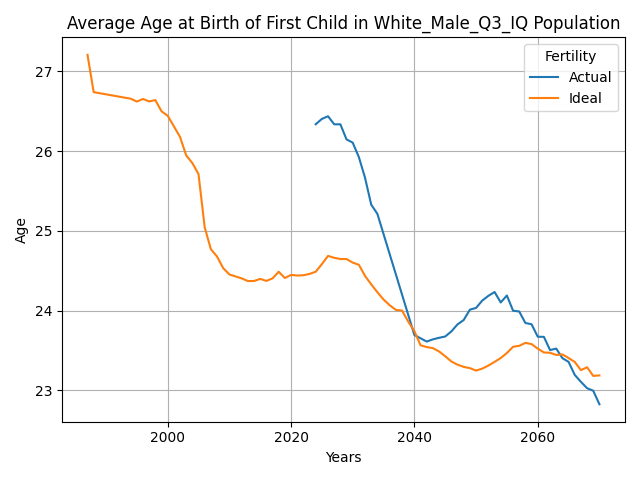 Average Age at Birth of First Child in White_Male_Q3_IQ Population
Fertility
Actual
Ideal
27
26
25
24
23
Age
2000
2020
2040
2060
Years